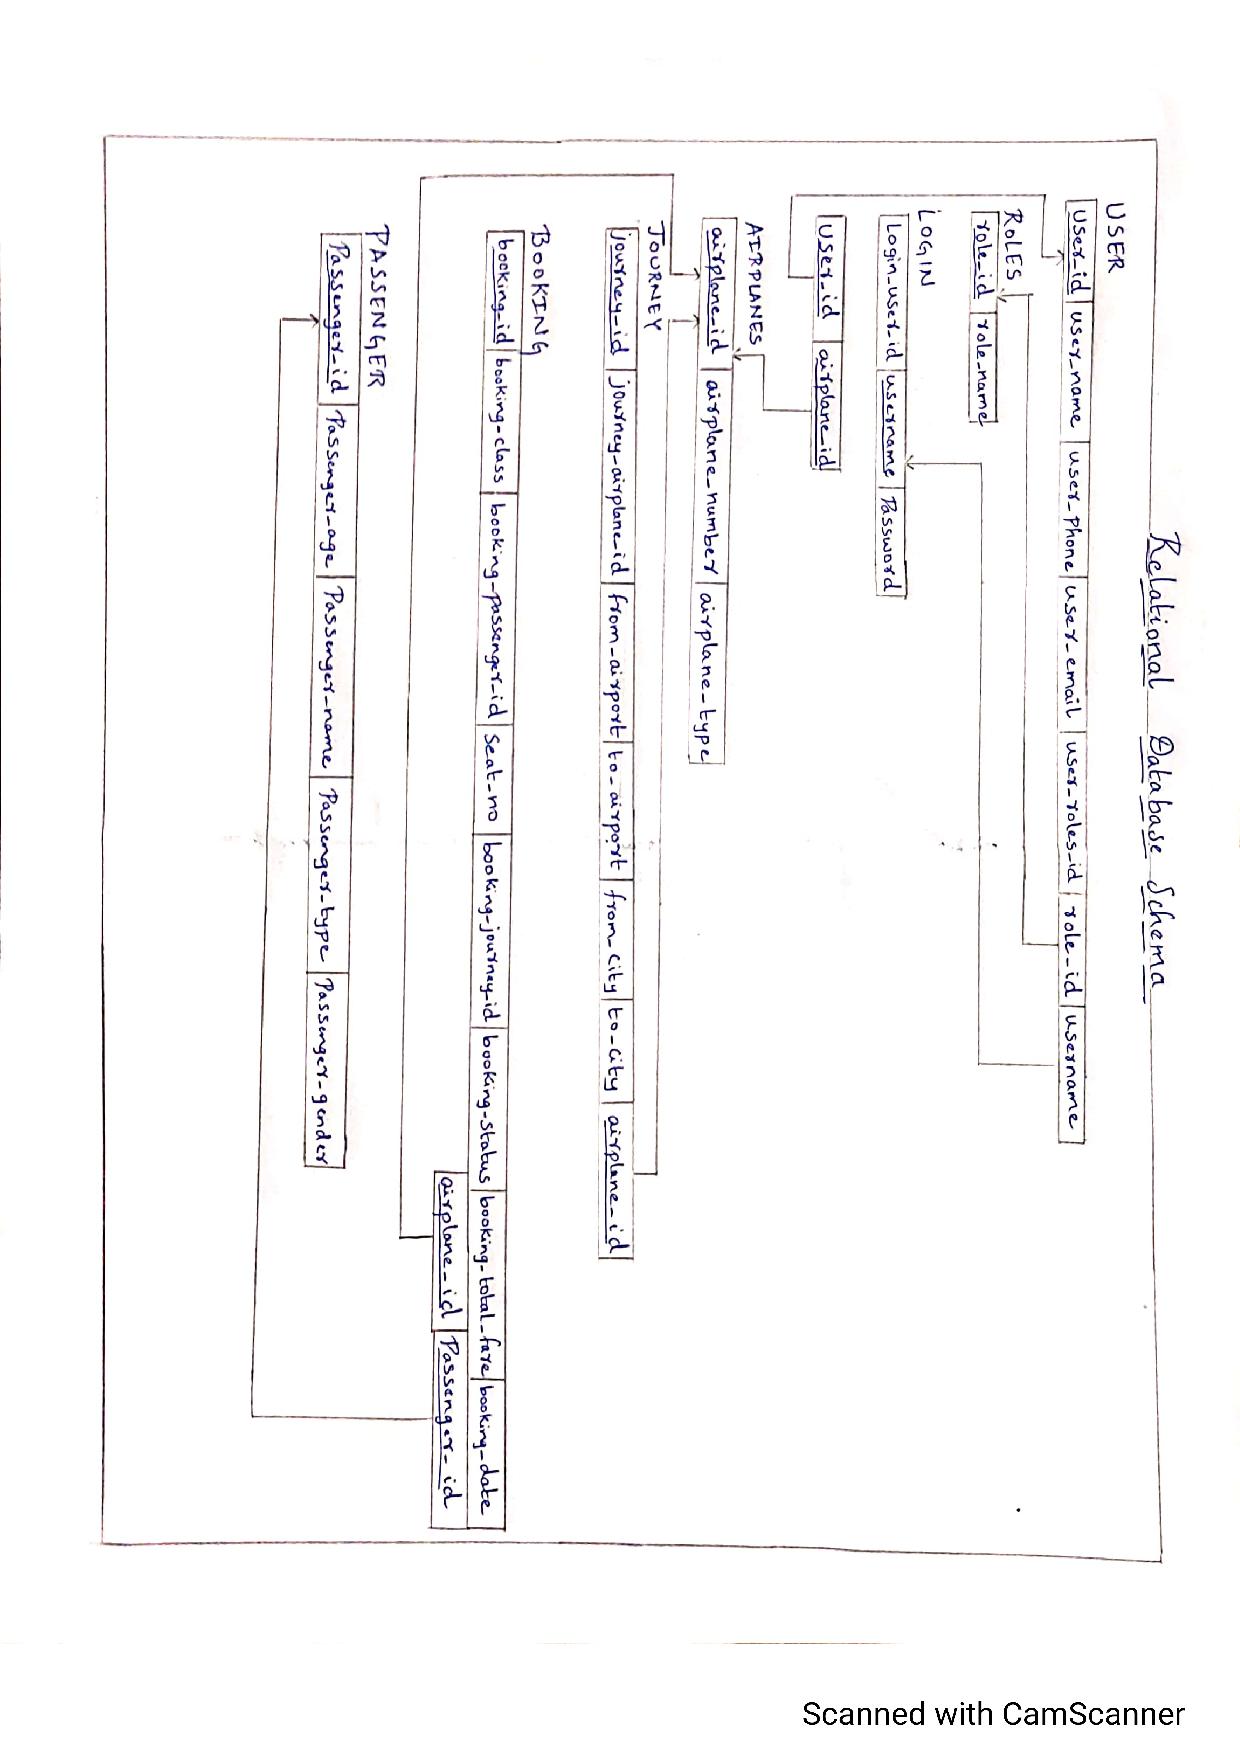 Relational Database Schema
USER
User_id user_name user_phone user_email user_roles_id role_id username
ROLES
role_id role_name
LOGIN
Login_user_id username Password
User_id airplane_id
AIRPLANES
airplane_id airplane_number airplane_type
JOURNEY
journey_id journey_airplane_id from_airport to_airport from_city to_city airplane_id
BOOKING
booking_id booking_class booking_passenger_id Seat_no booking_journey_id booking_status booking_total_fare booking_date
airplane_id Passenger_id
PASSENGER
Passenger_id Passenger_age Passenger_name Passenger_type Passenger_gender
Scanned with CamScanner